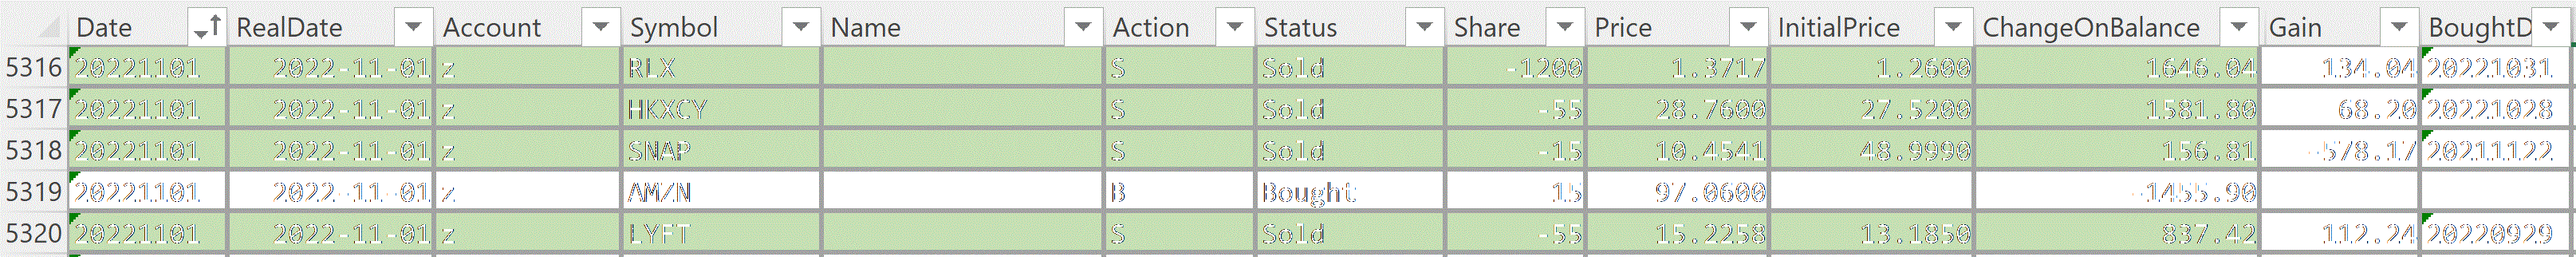 Date RealDate Account Symbol Name Action Status Share Price InitialPrice ChangeOnBalance Gain BoughtD
5316 20221101 2022-11-01 z RLX S Sold -1200 1.3717 1.2600 1646.04 134.04 20221031
5317 20221101 2022-11-01 z HKXCY S Sold -55 28.7600 27.5200 1581.80 68.20 20221028
5318 20221101 2022-11-01 z SNAP S Sold -15 10.4541 48.9990 156.81 -578.17 20211122
5319 20221101 2022-11-01 z AMZN B Bought 15 97.0600 -1455.90
5320 20221101 2022-11-01 z LYFT S Sold -55 15.2258 13.1850 837.42 112.24 20220929